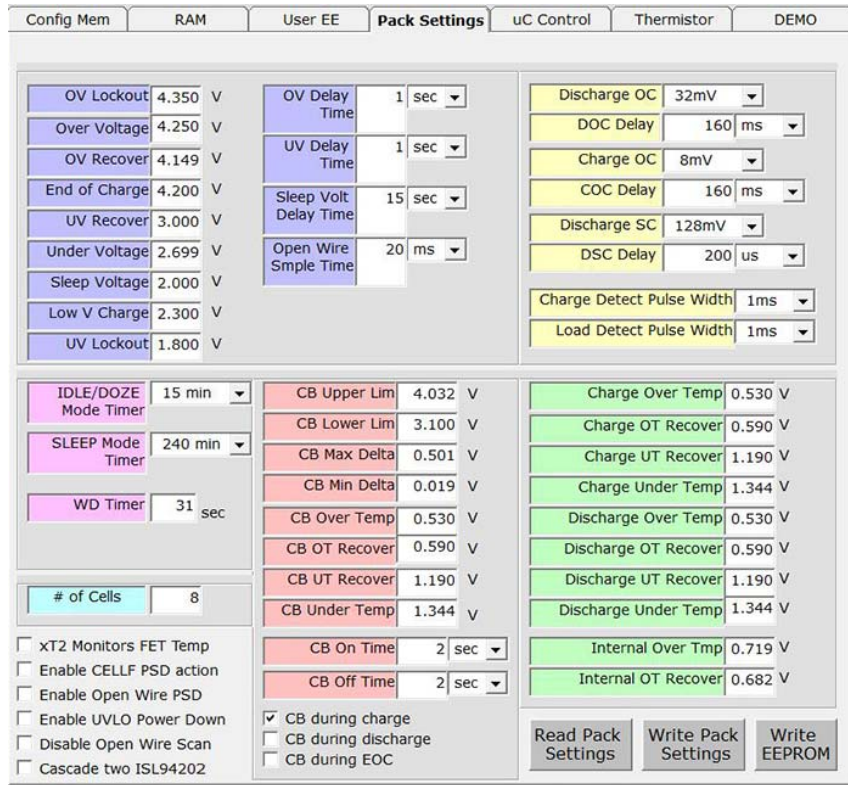 Config Mem RAM User EE Pack Settings uC Control Thermistor DEMO
OV Lockout 4.350 V
Over Voltage 4.250 V
OV Recover 4.149 V
End of Charge 4.200 V
UV Recover 3.000 V
Under Voltage 2.699 V
Sleep Voltage 2.000 V
Low V Charge 2.300 V
UV Lockout 1.800 V
OV Delay 1 sec
Time
UV Delay 1 sec
Time
Sleep Volt 15 sec
Delay Time
Open Wire 20 ms
Smple Time
Discharge OC 32mV
DOC Delay 160 ms
Charge OC 8mV
COC Delay 160 ms
Discharge SC 128mV
DSC Delay 200 us
Charge Detect Pulse Width 1ms
Load Detect Pulse Width 1ms
IDLE/DOZE 15 min
Mode Timer
SLEEP Mode 240 min
Timer
WD Timer 31 sec
# of Cells 8
xT2 Monitors FET Temp
Enable CELLF PSD action
Enable Open Wire PSD
Enable UVLO Power Down
Disable Open Wire Scan
Cascade two ISL94202
CB Upper Lim 4.032 V
CB Lower Lim 3.100 V
CB Max Delta 0.501 V
CB Min Delta 0.019 V
CB Over Temp 0.530 V
CB OT Recover 0.590 V
CB UT Recover 1.190 V
CB Under Temp 1.344 V
CB On Time 2 sec
CB Off Time 2 sec
CB during charge
CB during discharge
CB during EOC
Charge Over Temp 0.530 V
Charge OT Recover 0.590 V
Charge UT Recover 1.190 V
Charge Under Temp 1.344 V
Discharge Over Temp 0.530 V
Discharge OT Recover 0.590 V
Discharge UT Recover 1.190 V
Discharge Under Temp 1.344 V
Internal Over Tmp 0.719 V
Internal OT Recover 0.682 V
Read Pack
Settings
Write Pack
Settings
Write
EEPROM